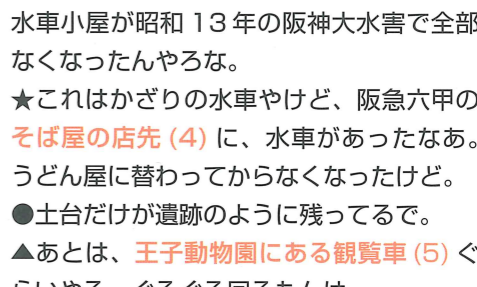 水車小屋が昭和 13 年の阪神大水害で全部
なくなったんやろな。
★これはかざりの水車やけど、阪急六甲の
そば屋の店先 (4) に、水車があったなあ。
うどん屋に替わってからなくなったけど。
●土台だけが遺跡のように残ってるで。
▲あとは、王子動物園にある観覧車 (5) ぐ